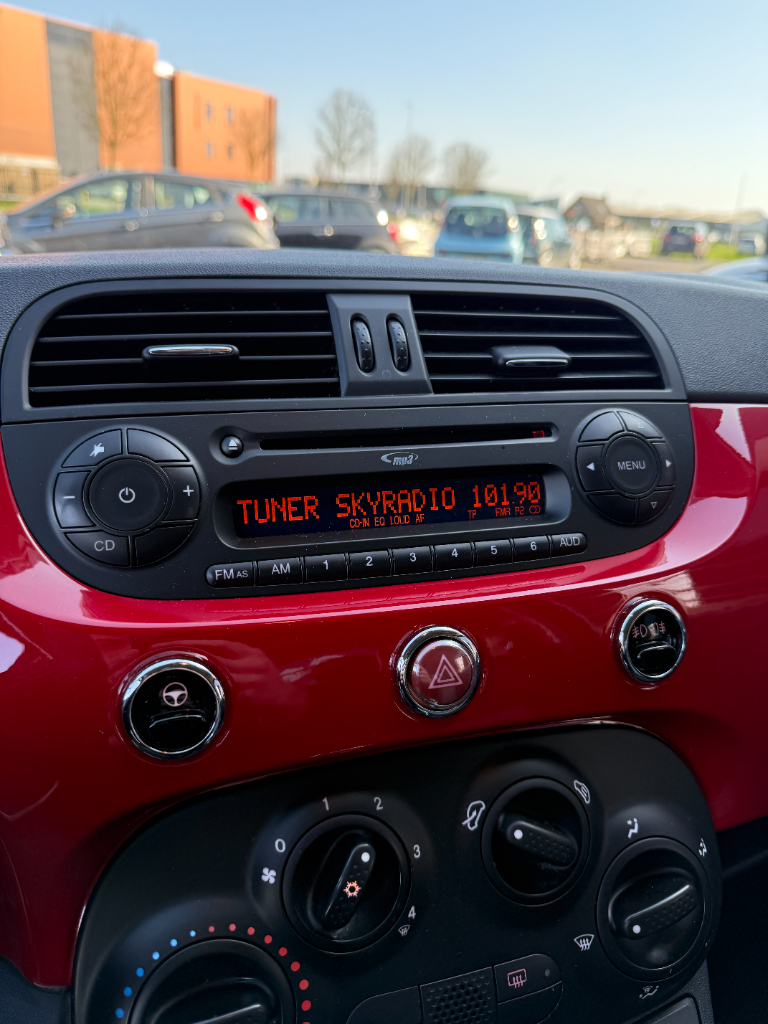 mp3
TUNER SKYRADIO 101.90
CD-IN EQ LOUD AF TP FMA P2 CD
MENU
CD
FM AS AM 1 2 3 4 5 6 AUD
0 1 2 3 4